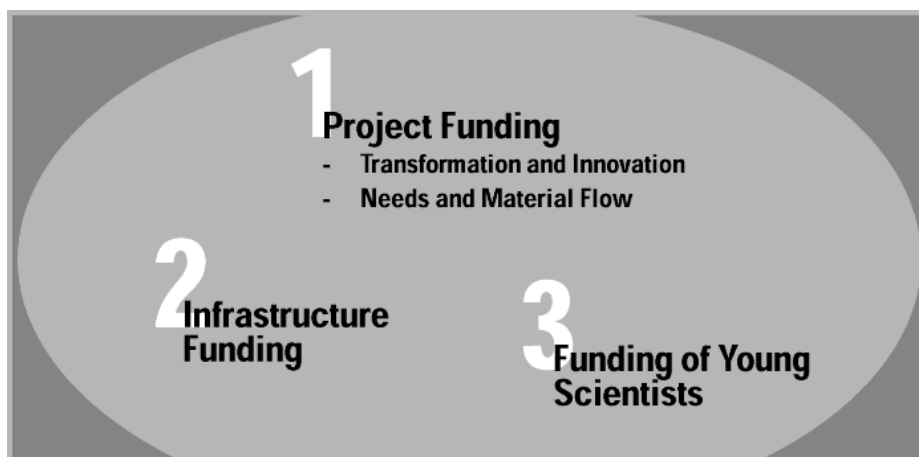 1
Project Funding
- Transformation and Innovation
- Needs and Material Flow
2
Infrastructure
Funding
3
Funding of Young
Scientists